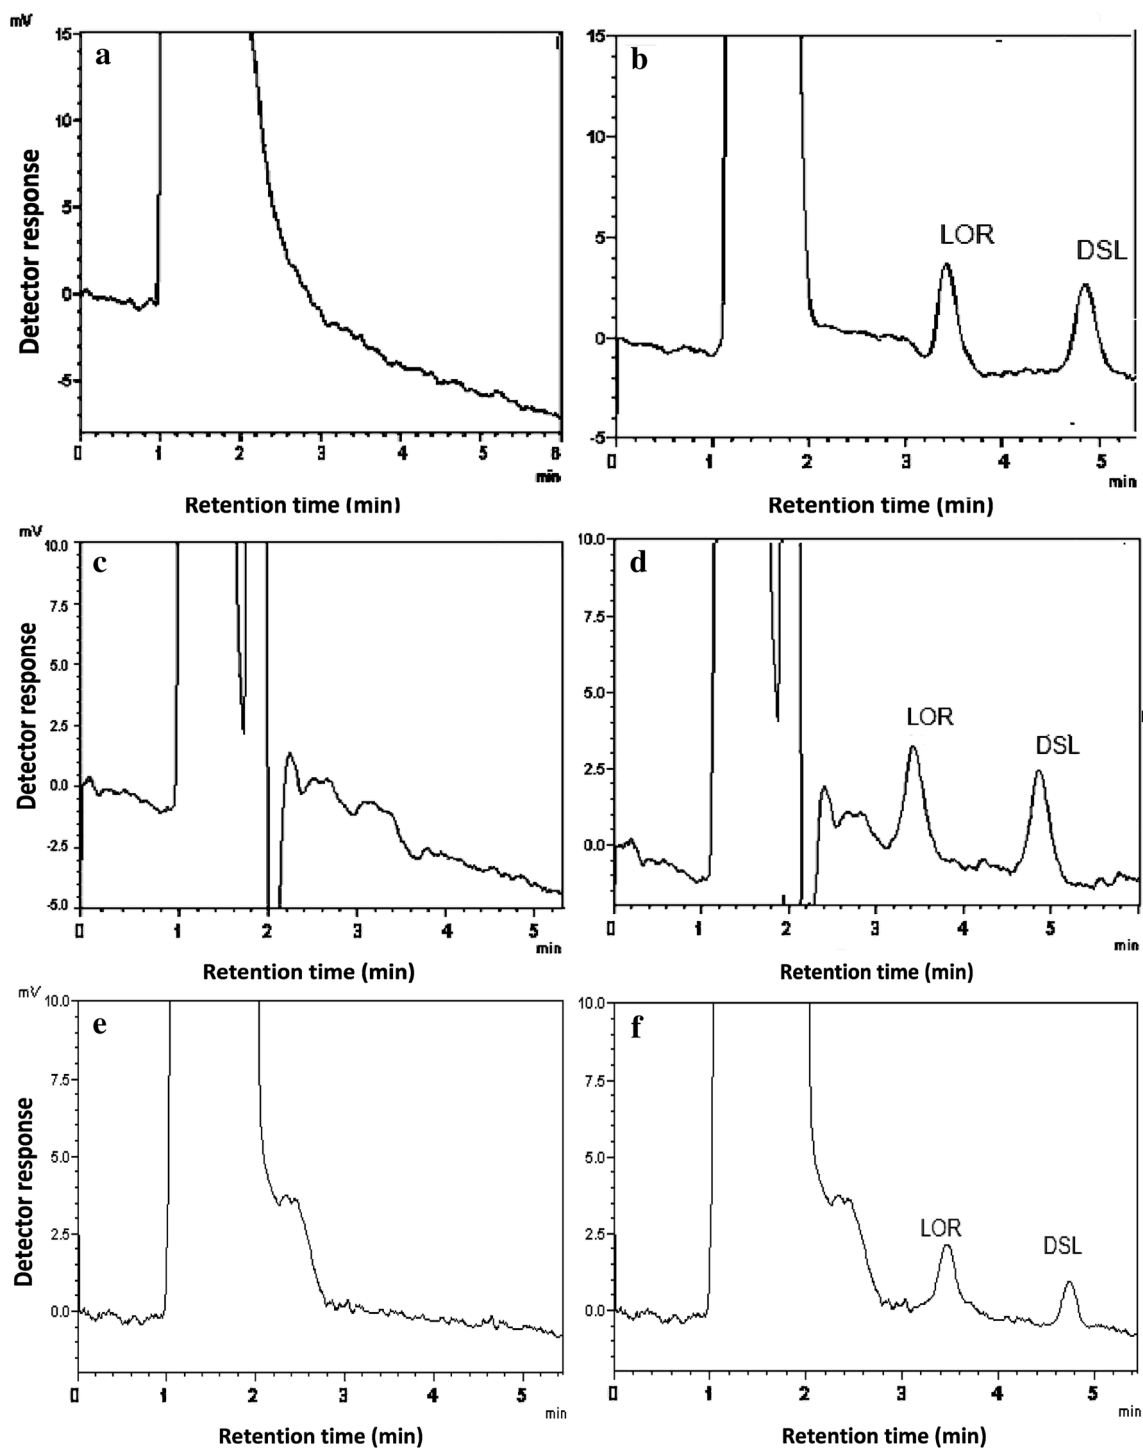 mV
15
10
5
0
-5
a
Detector response
0 1 2 3 4 5 6
min
Retention time (min)
15
10
5
0
-5
b
LOR
DSL
0 1 2 3 4 5
min
Retention time (min)
mV
10.0
7.5
5.0
2.5
0.0
-2.5
-5.0
c
Detector response
0 1 2 3 4 5
min
Retention time (min)
10.0
7.5
5.0
2.5
0.0
d
LOR
DSL
0 1 2 3 4 5
min
Retention time (min)
mV
10.0
7.5
5.0
2.5
0.0
e
Detector response
0 1 2 3 4 5
min
Retention time (min)
10.0
7.5
5.0
2.5
0.0
f
LOR
DSL
0 1 2 3 4 5
min
Retention time (min)